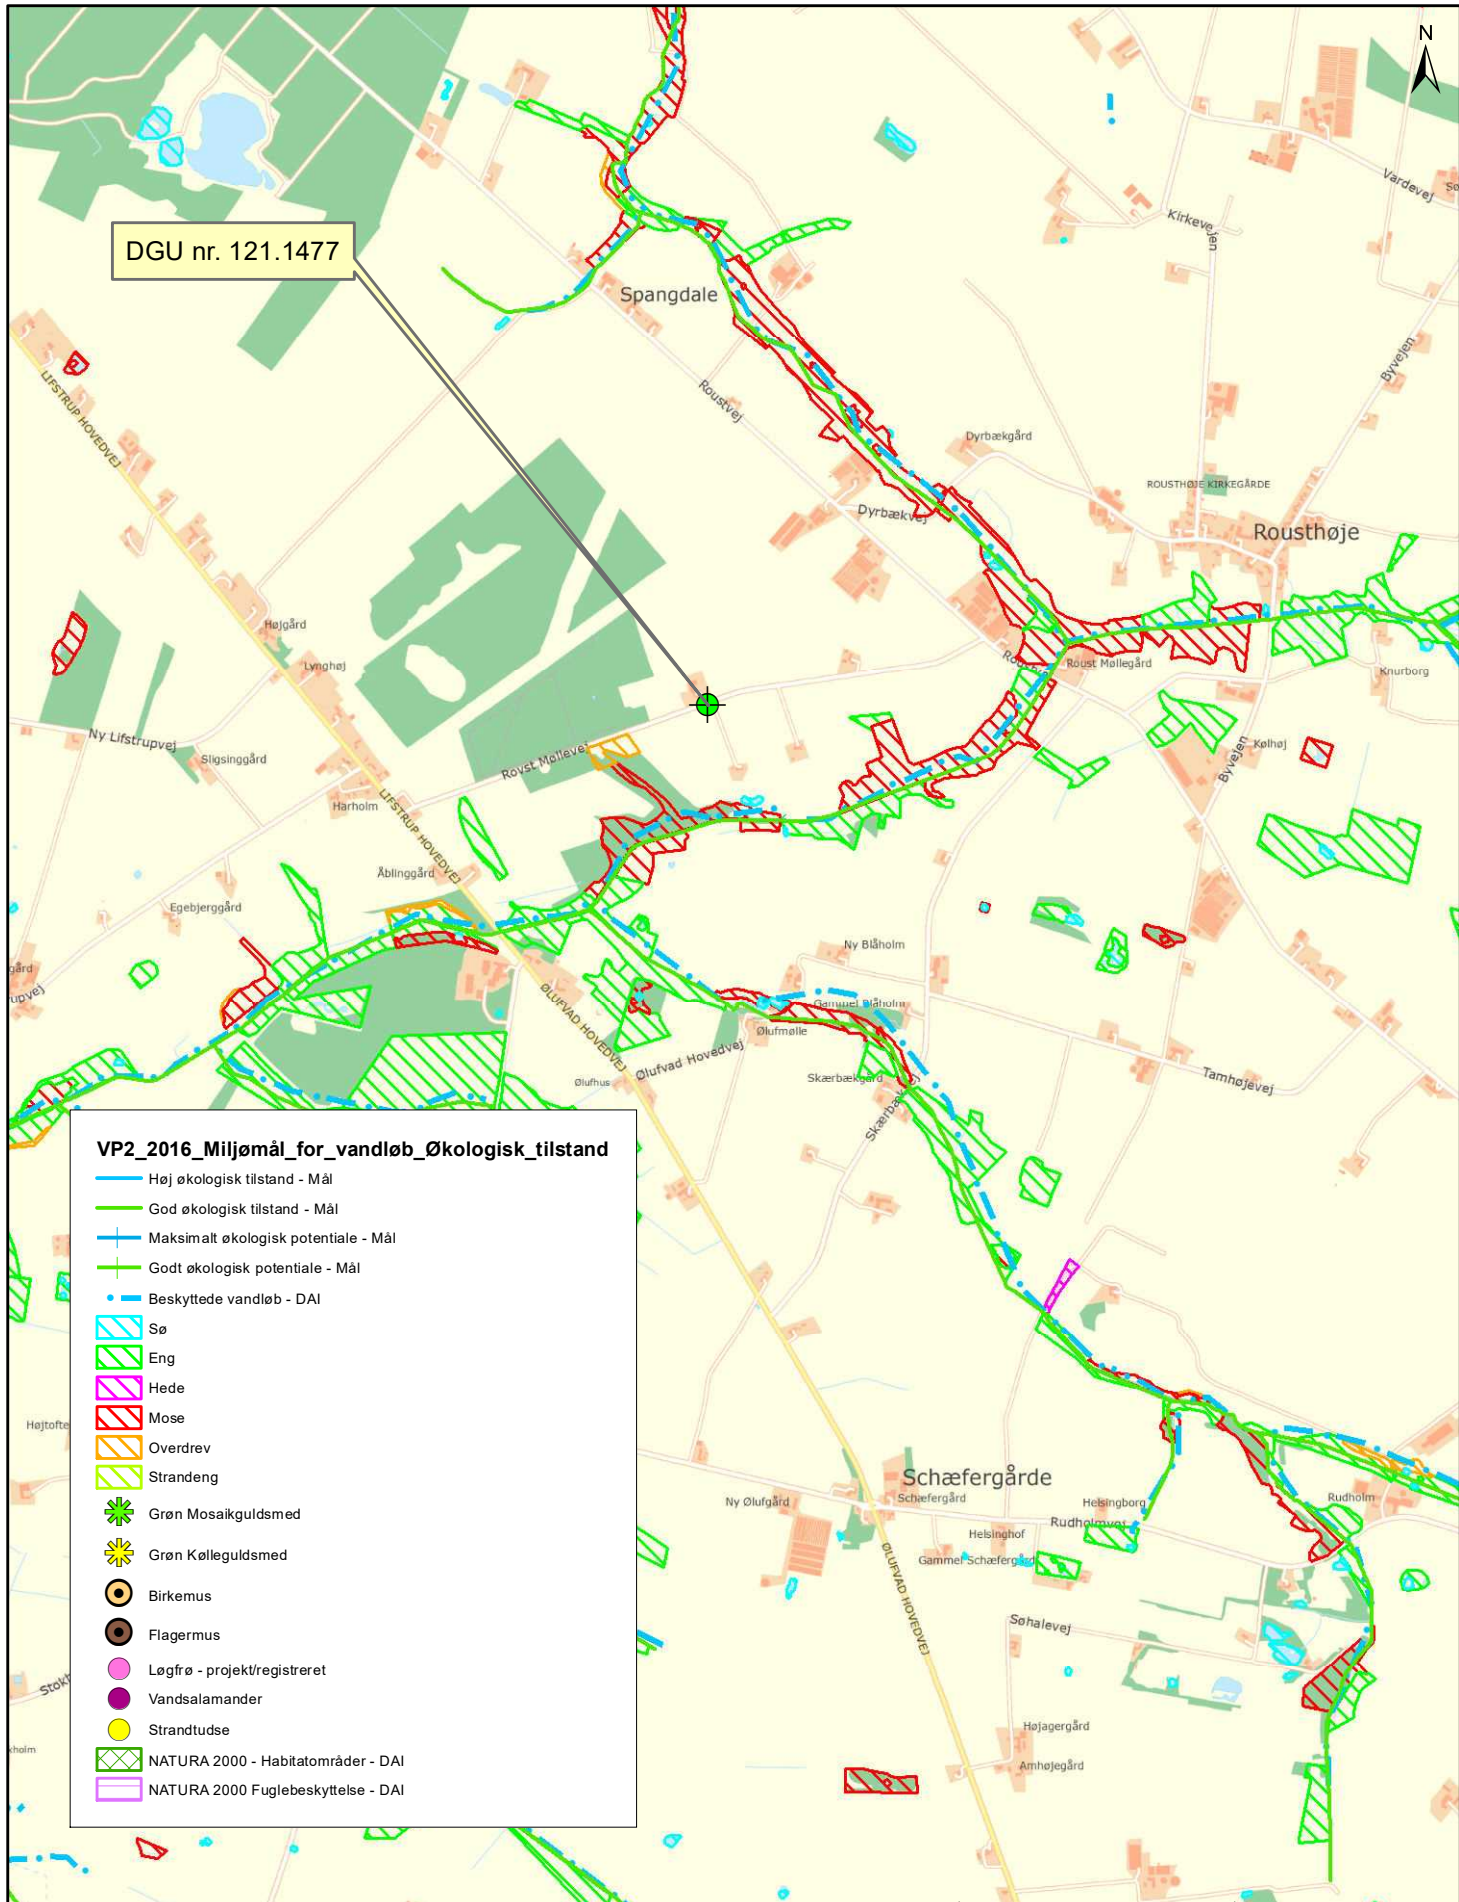 N
DGU nr. 121.1477
Vardevej
Kirkevejen
Spangdale
Byvejen
LIFSTRUP HOVEDVEJ
Roustvej
Dyrbækgård
ROUSTHØJE KIRKEGÅRDE
Dyrbækvej
Rousthøje
Højgård
Lynghøj
Roust Møllegård
Knurborg
Ny Lifstrupvej
Sligsinggård
Rovst Møllevej
Kølhøj
Byvejen
Harholm
LIFSTRUP HOVEDVEJ
Åblinggård
Egebjerggård
Ny Blåholm
gård
rupvej
ØLUFVAD HOVEDVEJ
Gammel Blåholm
Ølufmølle
Ølufvad Hovedvej
Ølufhus
Skærbækgård
Tamhøjevej
VP2_2016_Miljømål_for_vandløb_Økologisk_tilstand
Høj økologisk tilstand - Mål
God økologisk tilstand - Mål
Maksimalt økologisk potentiale - Mål
Godt økologisk potentiale - Mål
Beskyttede vandløb - DAI
Sø
Eng
Hede
Mose
Overdrev
Strandeng
Grøn Mosaikguldsmed
Grøn Kølleguldsmed
Birkemus
Flagermus
Løgfrø - projekt/registreret
Vandsalamander
Strandtudse
NATURA 2000 - Habitatområder - DAI
NATURA 2000 Fuglebeskyttelse - DAI
Højtofte
Schæfergårde
Ny Ølufgård
Schæfergård
Helsingborg
Rudholm
Rudholmvej
Helsinghof
Gammel Schæfergård
ØLUFVAD HOVEDVEJ
Søhalevej
Højagergård
Amhøjegård